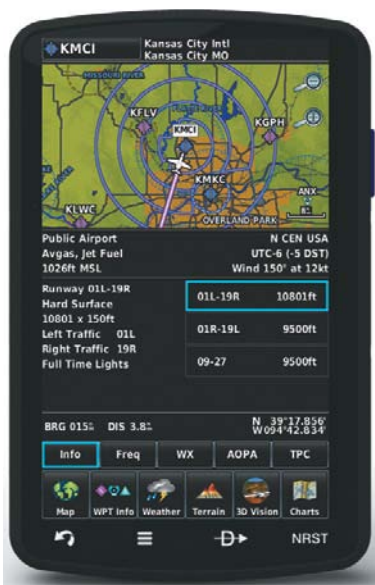 KMCI
Kansas City Intl
Kansas City MO
MISSOURI RIVER
KFLV
KMCI
KGPH
KMKC
KLWC
OVERLAND PARK
ANX
Public Airport
N CEN USA
Avgas, Jet Fuel
UTC-6 (-5 DST)
1026ft MSL
Wind 150° at 12kt
Runway 01L-19R
Hard Surface
10801 x 150ft
Left Traffic 01L
Right Traffic 19R
Full Time Lights
01L-19R 10801ft
01R-19L 9500ft
09-27 9500ft
BRG 015° DIS 3.8
N 39°17.856'
W094°42.834'
Info Freq WX AOPA TPC
Map WPT Info Weather Terrain 3D Vision Charts
D
NRST